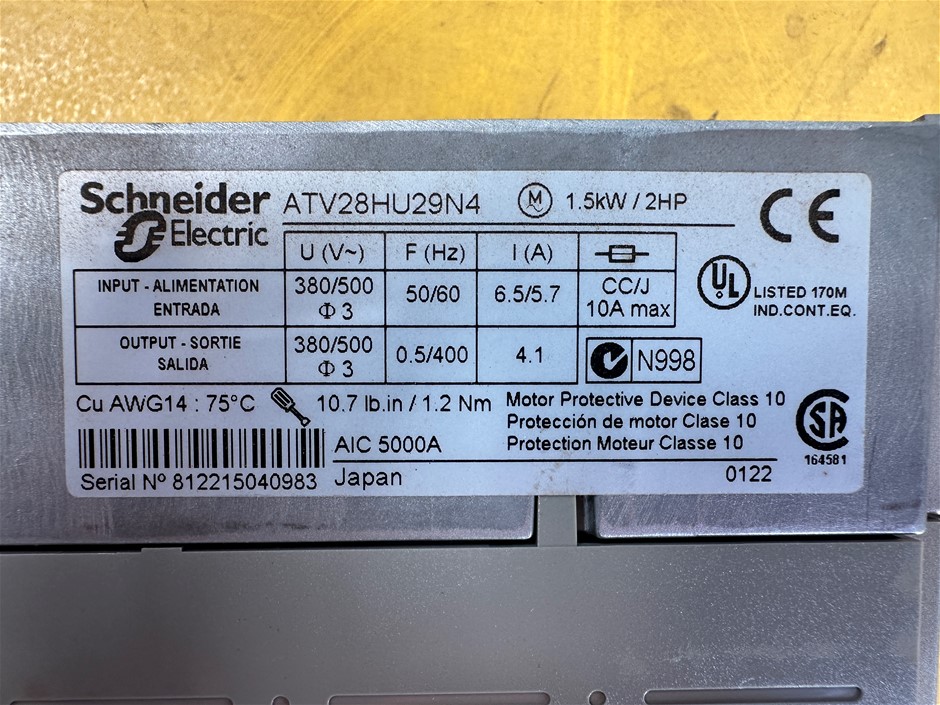 Schneider Electric
ATV28HU29N4 M 1.5kW / 2HP
CE
U (V~) F (Hz) I (A)
INPUT - ALIMENTATION
ENTRADA
380/500
Φ 3
50/60
6.5/5.7
CC/J
10A max
UL
LISTED 170M
IND.CONT.EQ.
OUTPUT - SORTIE
SALIDA
380/500
Φ 3
0.5/400
4.1
N998
Cu AWG14 : 75°C 10.7 lb.in / 1.2 Nm
Motor Protective Device Class 10
Protección de motor Clase 10
Protection Moteur Classe 10
AIC 5000A
SA
164581
Serial Nº 812215040983 Japan 0122